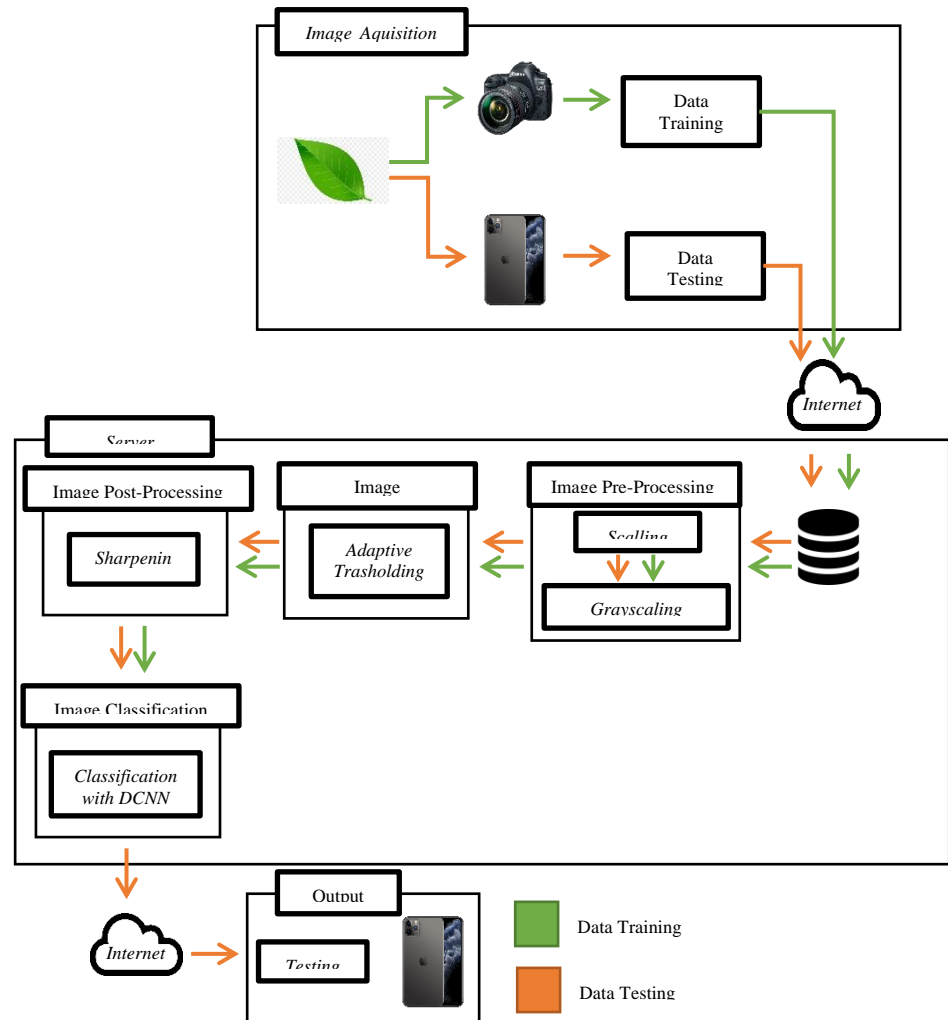 Image Aquisition
Data
Training
Data
Testing
Internet
Server
Image Post-Processing
Image
Image Pre-Processing
Sharpenin
Adaptive
Trasholding
Scalling
Grayscaling
Image Classification
Classification
with DCNN
Internet
Output
Testing
Data Training
Data Testing